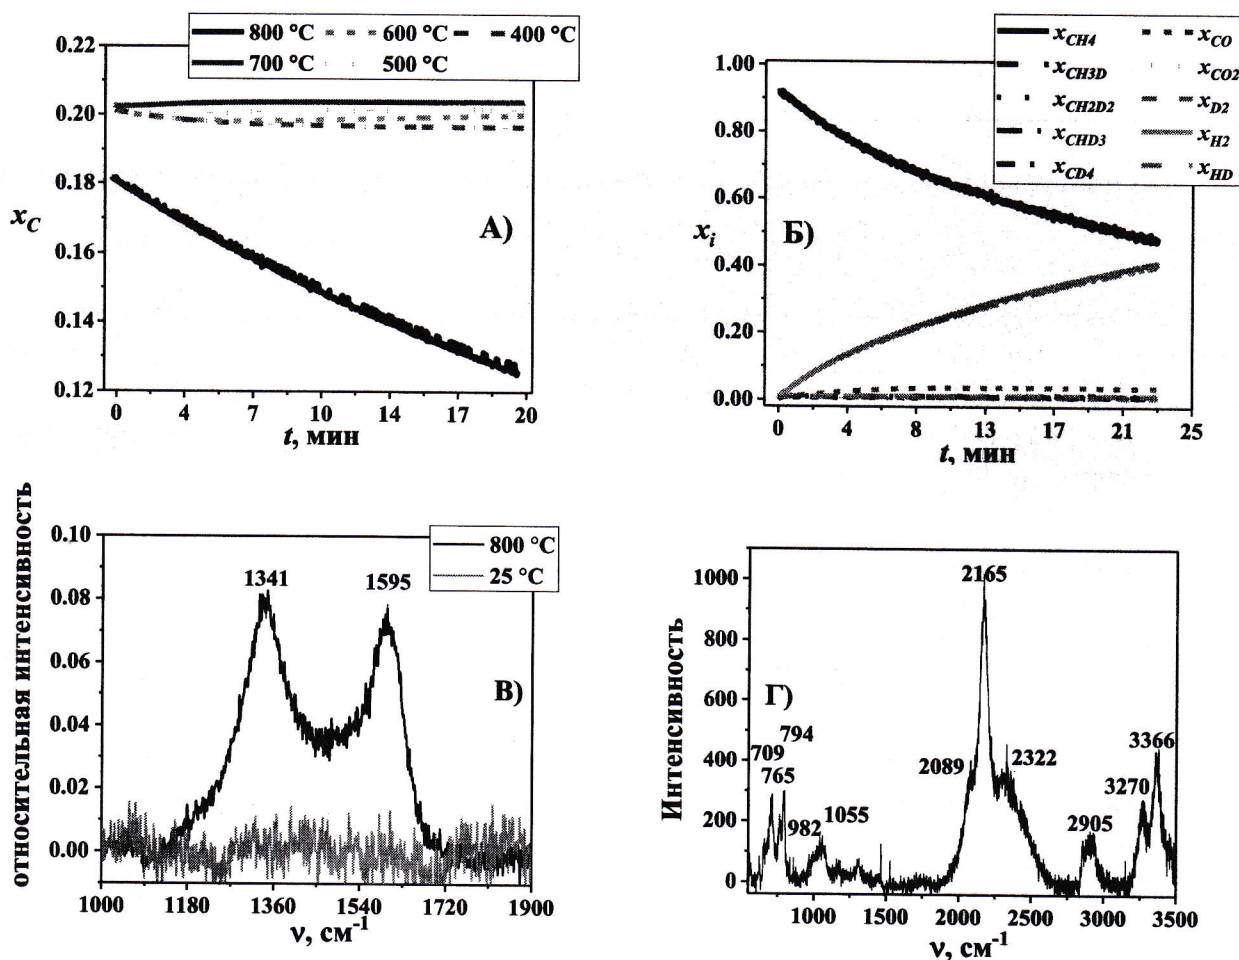 800 °C 600 °C 400 °C
700 °C 500 °C
0.22
0.20
0.18
0.16
0.14
0.12
x_C
А)
0 4 7 10 14 17 20
t, мин
x_CH4 x_CO
x_CH3D x_CO2
x_CH2D2 x_D2
x_CHD3 x_H2
x_CD4 x_HD
1.00
0.80
0.60
0.40
0.20
0.00
x_i
Б)
0 4 8 13 17 21 25
t, мин
относительная интенсивность
800 °C
25 °C
0.10
0.08
0.06
0.04
0.02
0.00
1341 1595
В)
1000 1180 1360 1540 1720 1900
ν, см⁻¹
Интенсивность
1000
800
600
400
200
0
2165
Г)
794
709
765
982
1055
2089
2322
2905
3270
3366
1000 1500 2000 2500 3000 3500
ν, см⁻¹